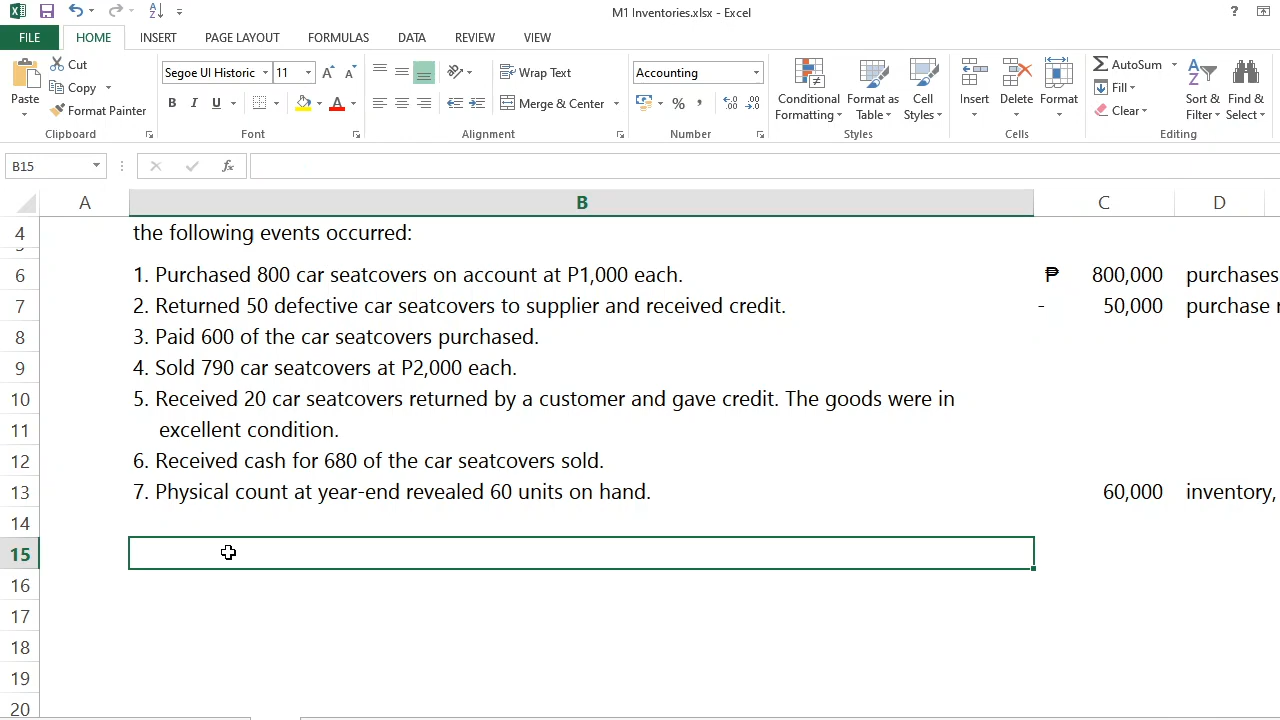 M1 Inventories.xlsx - Excel
?
FILE HOME INSERT PAGE LAYOUT FORMULAS DATA REVIEW VIEW
Paste
Cut
Copy
Format Painter
Clipboard
Segoe UI Historic 11
B I U
Font
Wrap Text
Merge & Center
Alignment
Accounting
%
Number
Conditional Formatting
Format as Table
Cell Styles
Styles
Insert Delete Format
Cells
AutoSum
Fill
Clear
Sort & Filter
Find & Select
Editing
B15
fx
A B C D
4 the following events occurred:
6 1. Purchased 800 car seatcovers on account at P1,000 each. ₱ 800,000 purchases
7 2. Returned 50 defective car seatcovers to supplier and received credit. - 50,000 purchase
8 3. Paid 600 of the car seatcovers purchased.
9 4. Sold 790 car seatcovers at P2,000 each.
10 5. Received 20 car seatcovers returned by a customer and gave credit. The goods were in
11 excellent condition.
12 6. Received cash for 680 of the car seatcovers sold.
13 7. Physical count at year-end revealed 60 units on hand. 60,000 inventory,
14
15
16
17
18
19
20